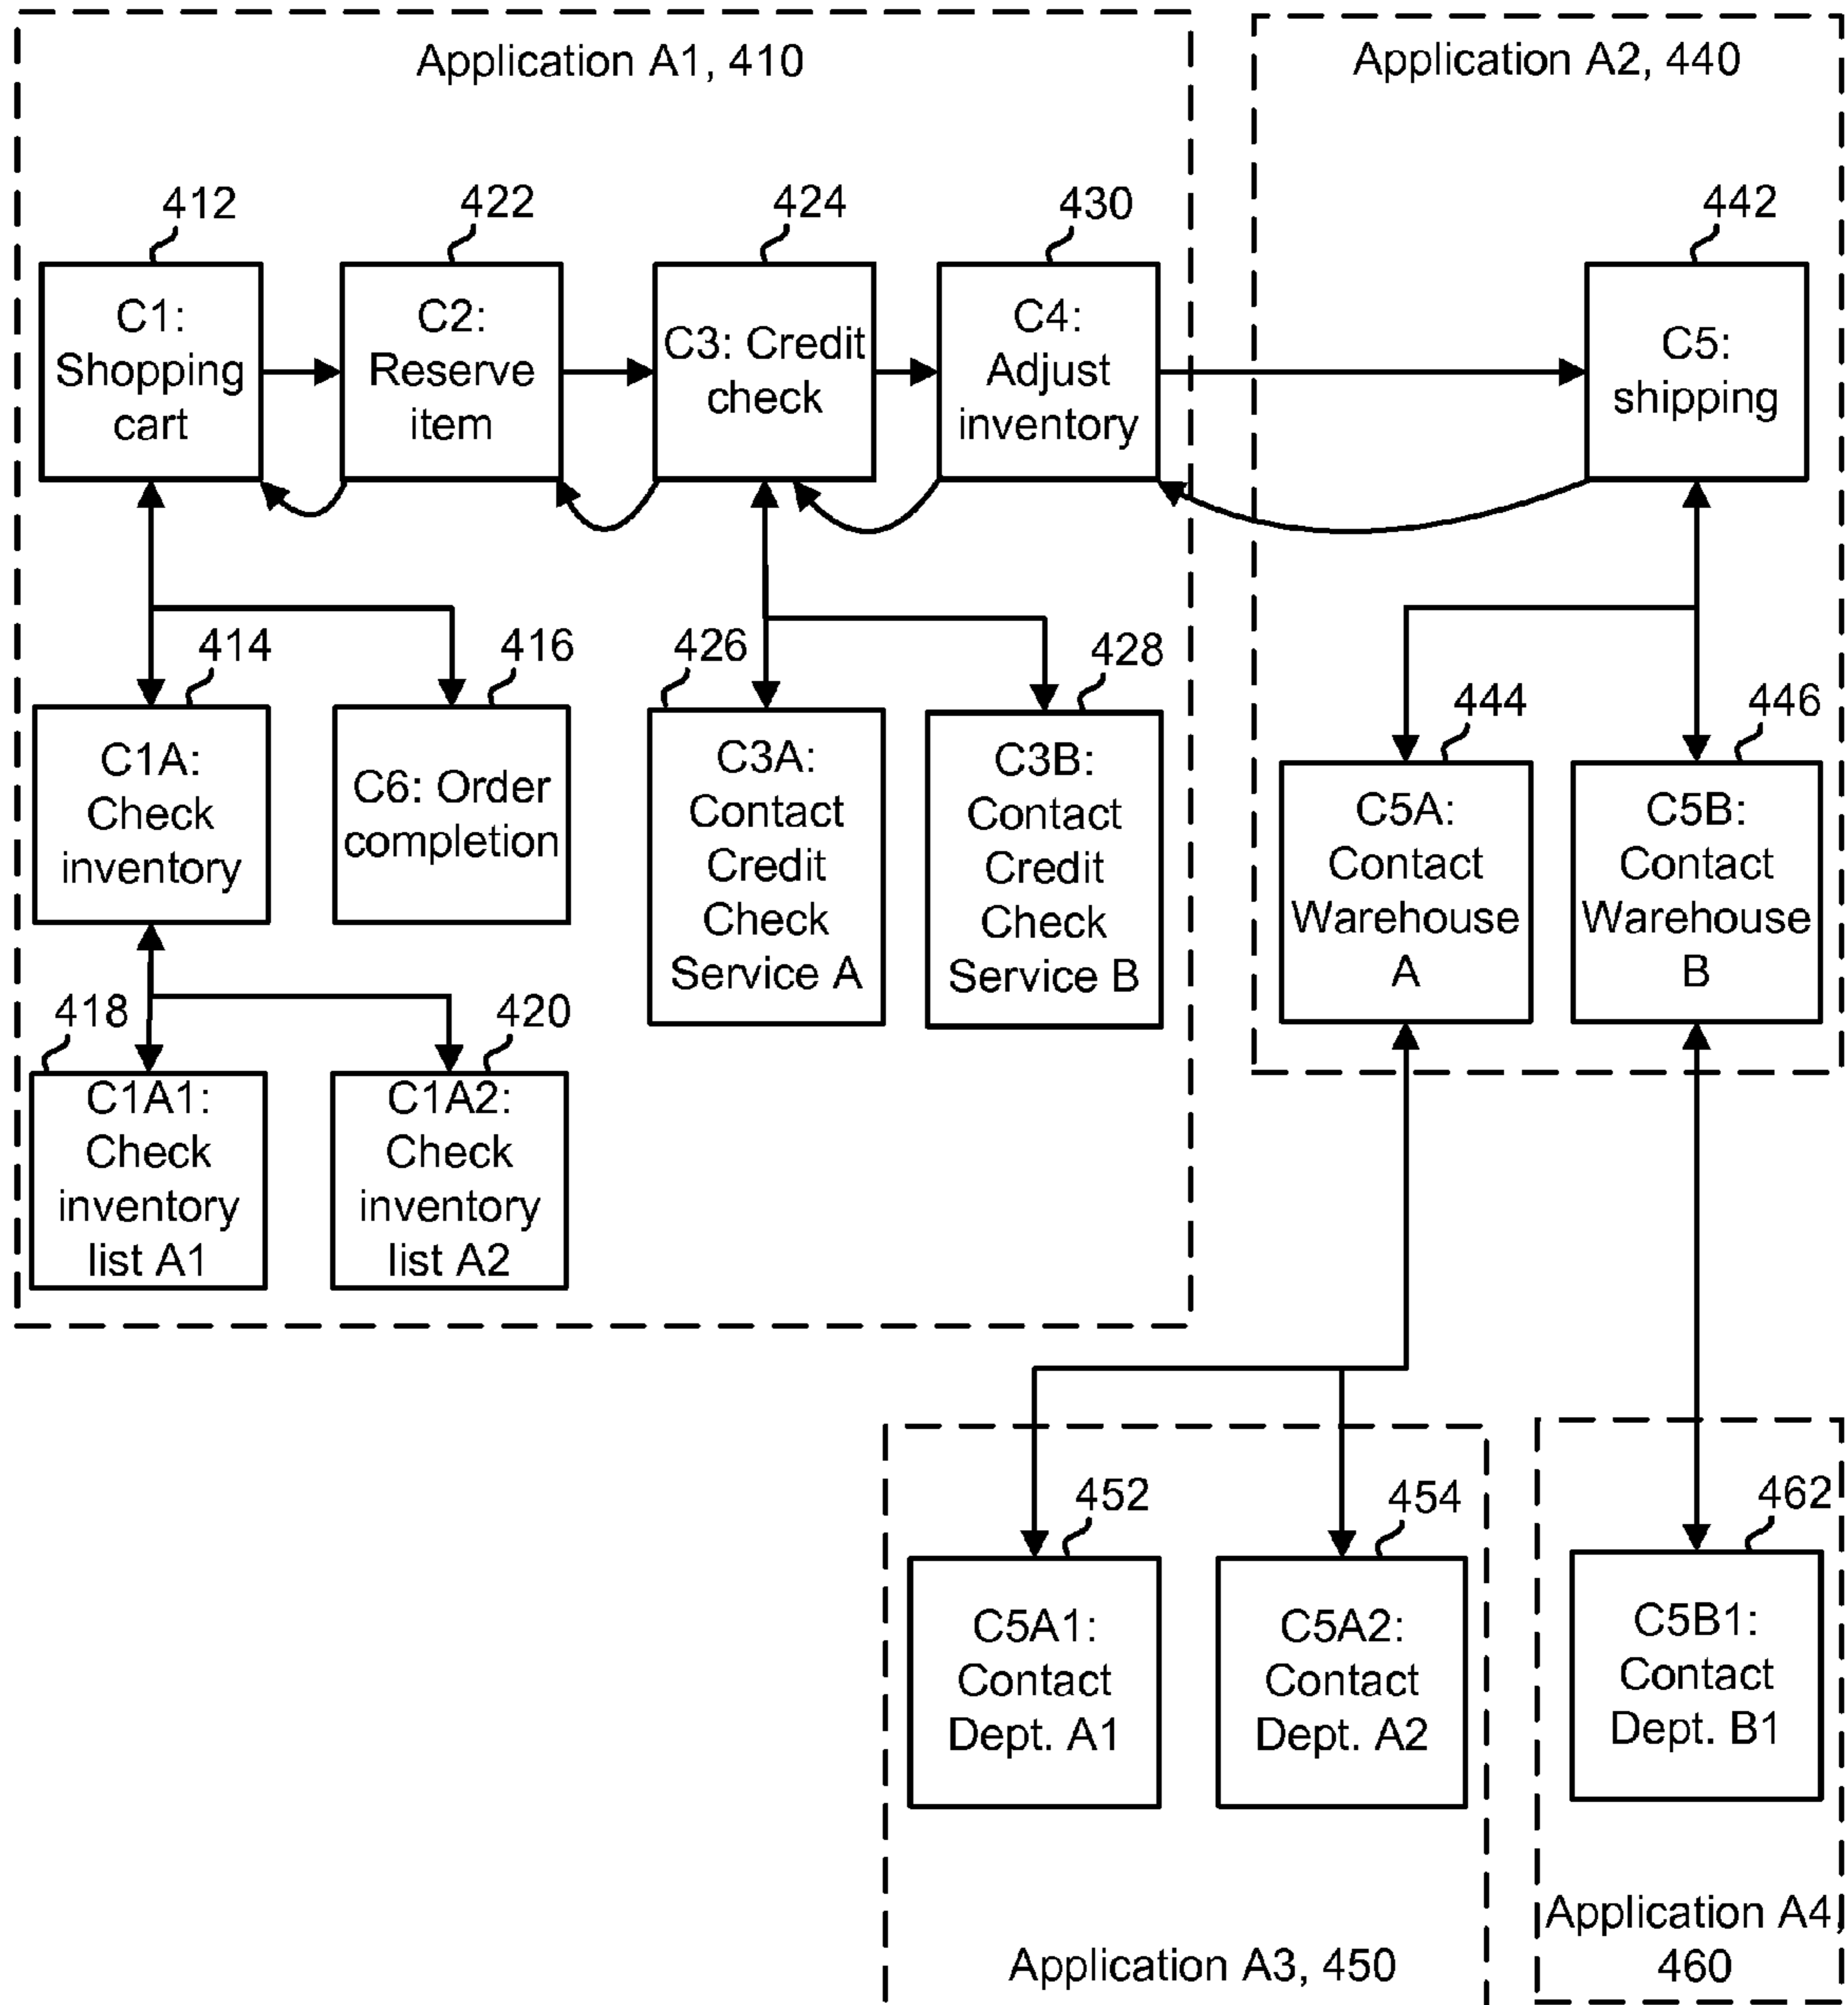 Application A1, 410
Application A2, 440
412
422
424
430
442
C1:
Shopping
cart
C2:
Reserve
item
C3: Credit
check
C4:
Adjust
inventory
C5:
shipping
414
416
426
428
444
446
C1A:
Check
inventory
C6: Order
completion
C3A:
Contact
Credit
Check
Service A
C3B:
Contact
Credit
Check
Service B
C5A:
Contact
Warehouse
A
C5B:
Contact
Warehouse
B
418
420
C1A1:
Check
inventory
list A1
C1A2:
Check
inventory
list A2
452
454
462
C5A1:
Contact
Dept. A1
C5A2:
Contact
Dept. A2
C5B1:
Contact
Dept. B1
Application A3, 450
Application A4,
460